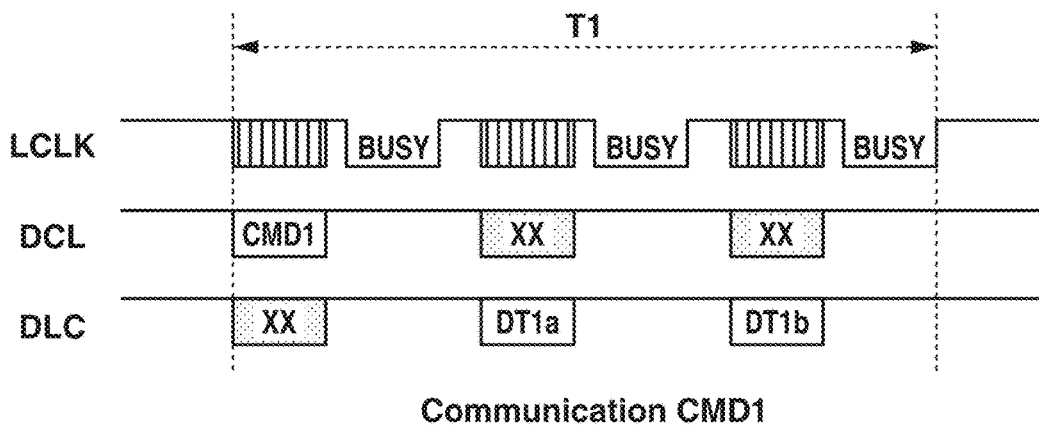 T1
LCLK BUSY BUSY BUSY
DCL CMD1 XX XX
DLC XX DT1a DT1b
Communication CMD1